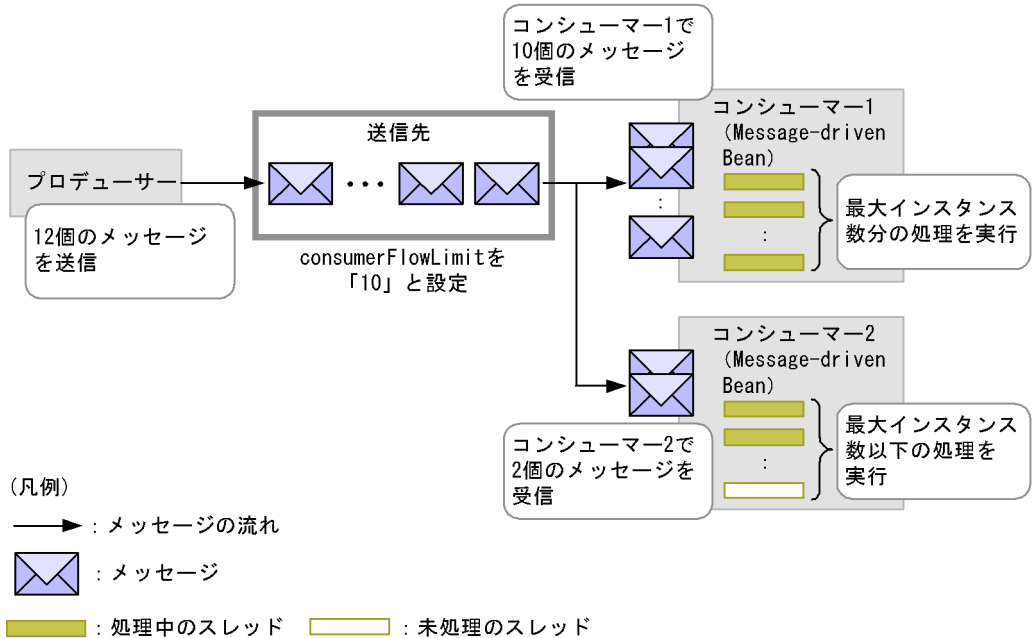 コンシューマー1で
10個のメッセージ
を受信
コンシューマー1
(Message-driven
Bean)
:
:
最大インスタンス
数分の処理を実行
送信先
…
プロデューサー
12個のメッセージ
を送信
consumerFlowLimitを
「10」と設定
コンシューマー2
(Message-driven
Bean)
:
最大インスタンス
数以下の処理を
実行
コンシューマー2で
2個のメッセージを
受信
(凡例)
:メッセージの流れ
:メッセージ
:処理中のスレッド
:未処理のスレッド